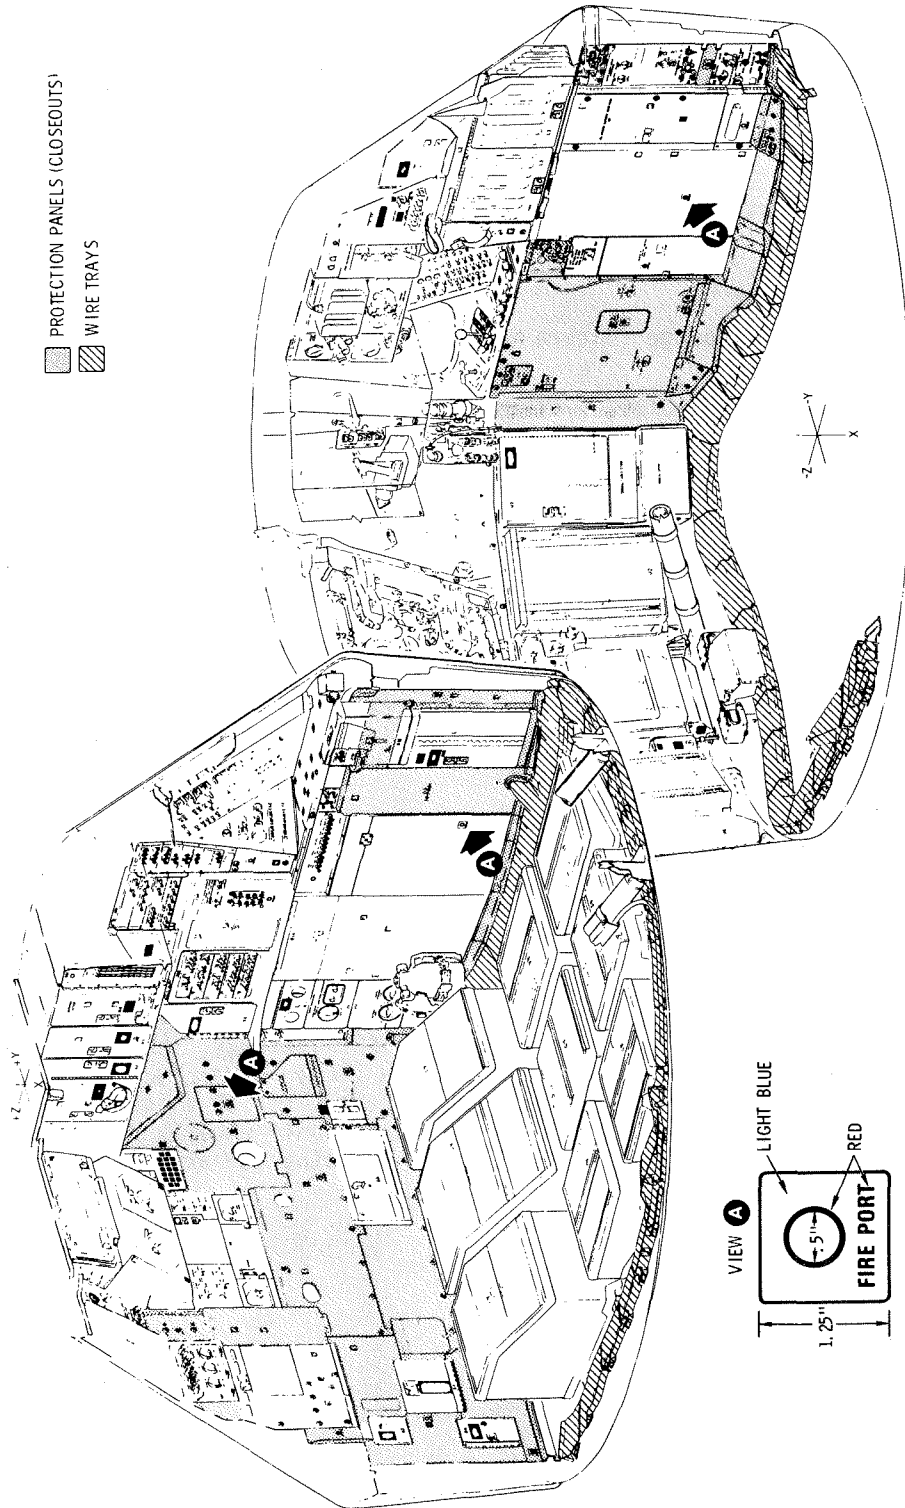 PROTECTION PANELS (CLOSEOUTS)
WIRE TRAYS
+Z
+Y
X
A
A
A
-Z
-Y
X
VIEW A
LIGHT BLUE
RED
.5"
FIRE PORT
1.25"